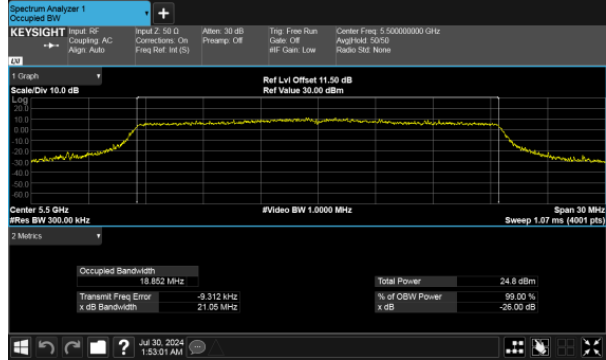 Spectrum Analyzer 1
Occupied BW
KEYSIGHT
Input: RF
Coupling: AC
Align: Auto
Input Z: 50 Ω
Corrections: On
Freq Ref: Int (S)
Atten: 30 dB
Preamp: Off
Trig: Free Run
Gate: Off
#IF Gain: Low
Center Freq: 5.500000000 GHz
Avg|Hold: 50/50
Radio Std: None
1 Graph
Scale/Div 10.0 dB
Ref Lvl Offset 11.50 dB
Ref Value 30.00 dBm
Log
20.0
10.0
0.00
-10.0
-20.0
-30.0
-40.0
-50.0
-60.0
Center 5.5 GHz
#Res BW 300.00 kHz
#Video BW 1.0000 MHz
Span 30 MHz
Sweep 1.07 ms (4001 pts)
2 Metrics
Occupied Bandwidth
18.852 MHz
Total Power 24.8 dBm
Transmit Freq Error -9.312 kHz
% of OBW Power 99.00 %
x dB Bandwidth 21.05 MHz
x dB -26.00 dB
?
Jul 30, 2024
1:53:01 AM